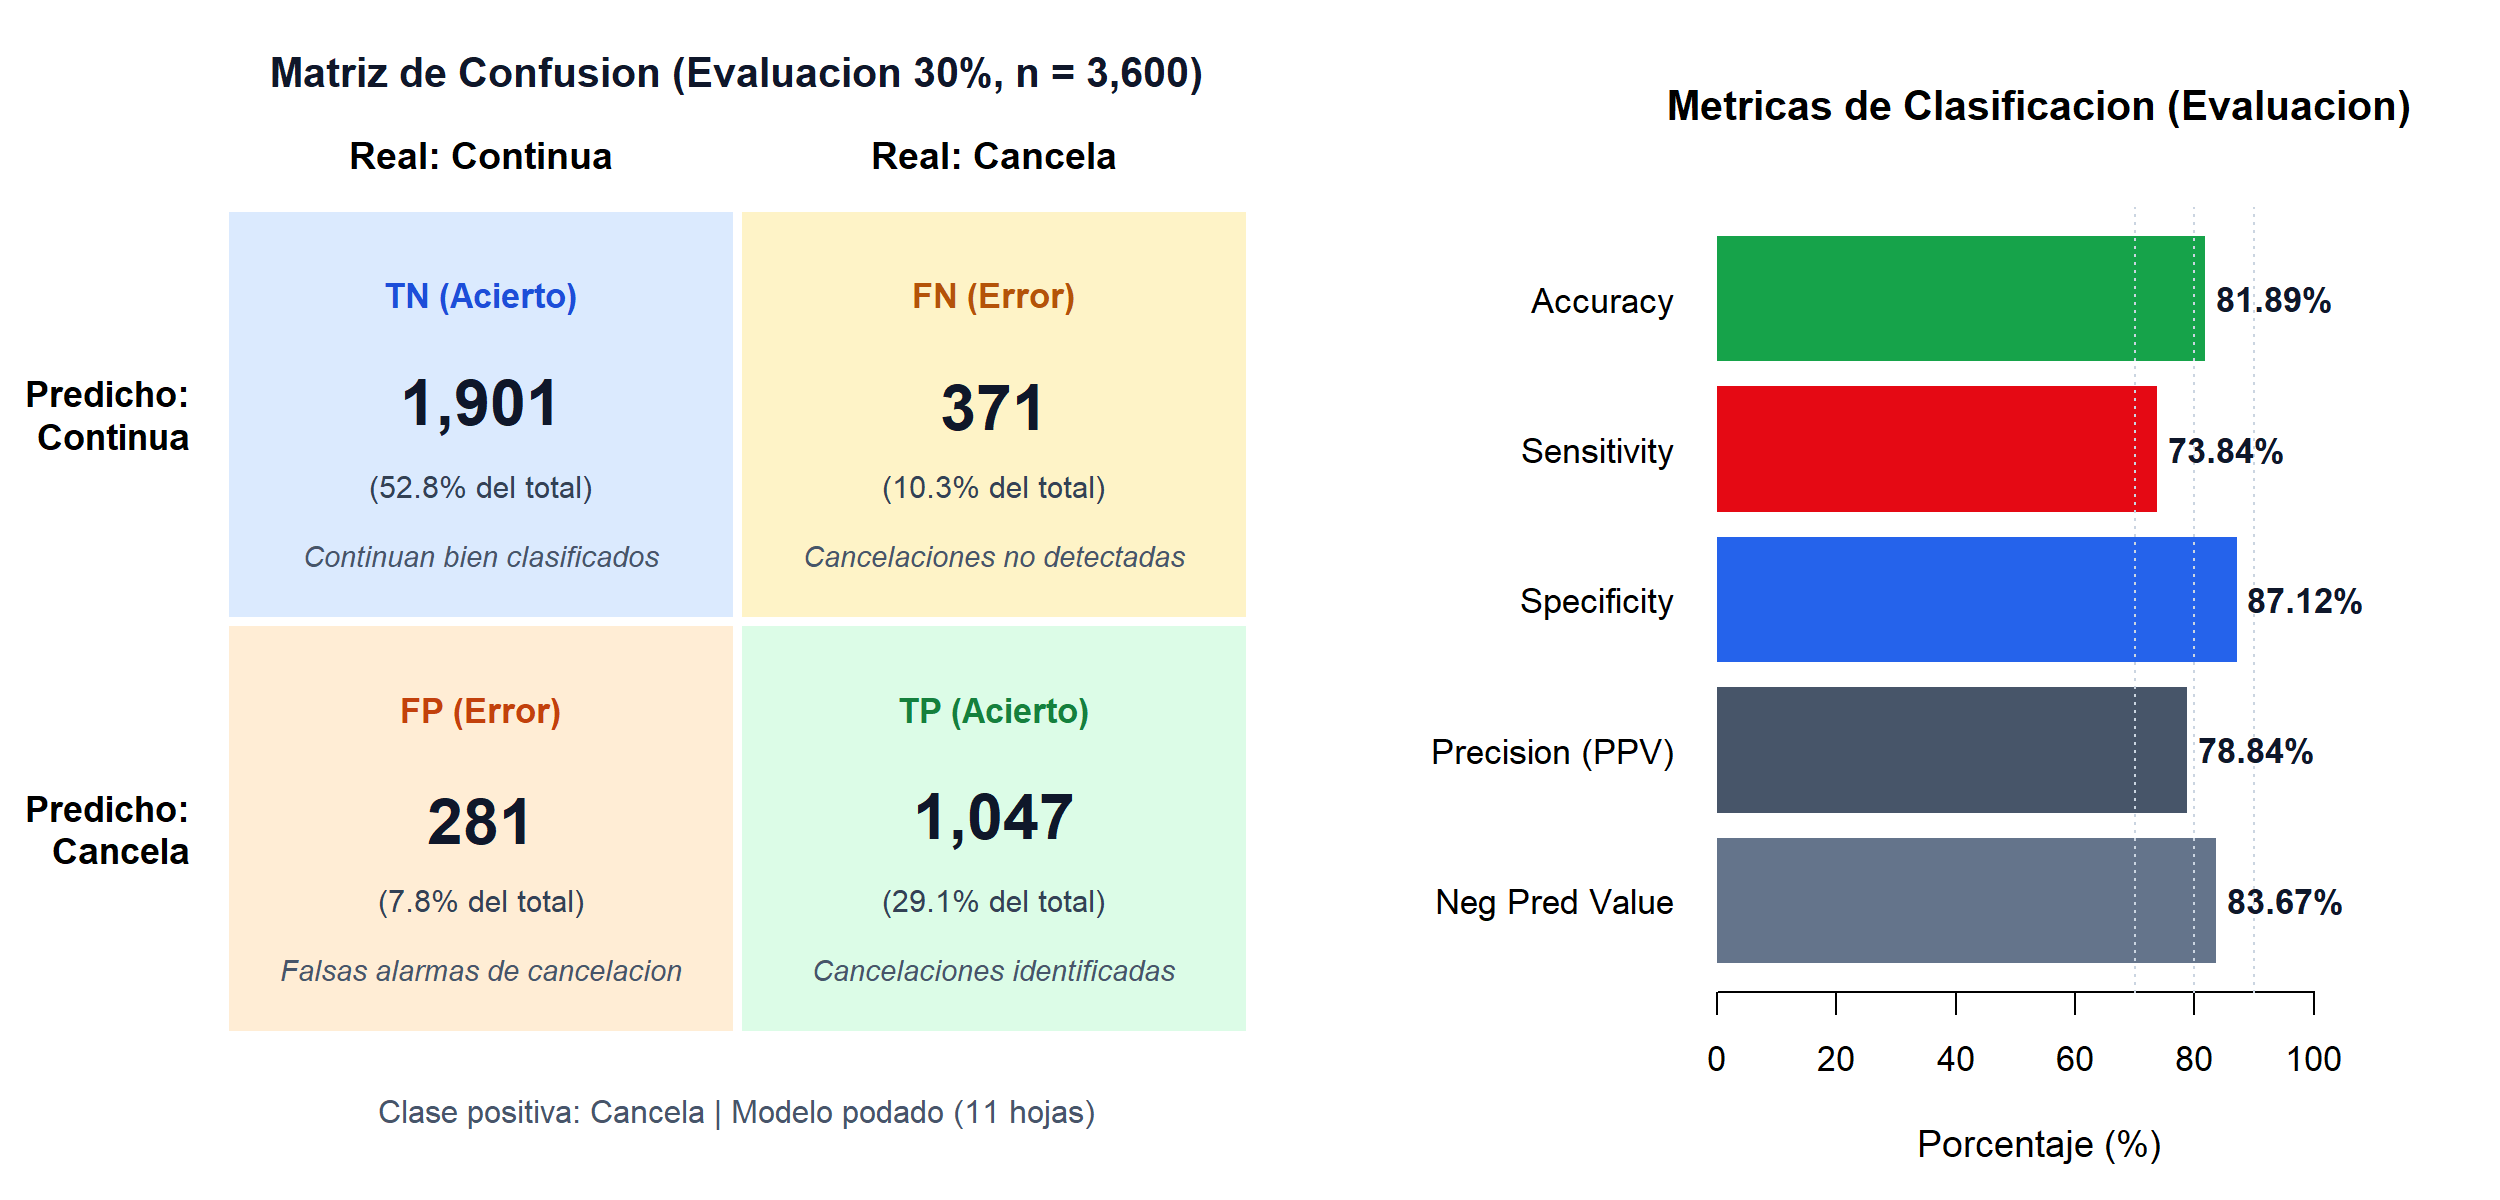 Matriz de Confusion (Evaluacion 30%, n = 3,600)
Real: Continua
Real: Cancela
Predicho:
Continua
TN (Acierto)
1,901
(52.8% del total)
Continuan bien clasificados
FN (Error)
371
(10.3% del total)
Cancelaciones no detectadas
Predicho:
Cancela
FP (Error)
281
(7.8% del total)
Falsas alarmas de cancelacion
TP (Acierto)
1,047
(29.1% del total)
Cancelaciones identificadas
Clase positiva: Cancela | Modelo podado (11 hojas)
Metricas de Clasificacion (Evaluacion)
Accuracy
81.89%
Sensitivity
73.84%
Specificity
87.12%
Precision (PPV)
78.84%
Neg Pred Value
83.67%
0 20 40 60 80 100
Porcentaje (%)